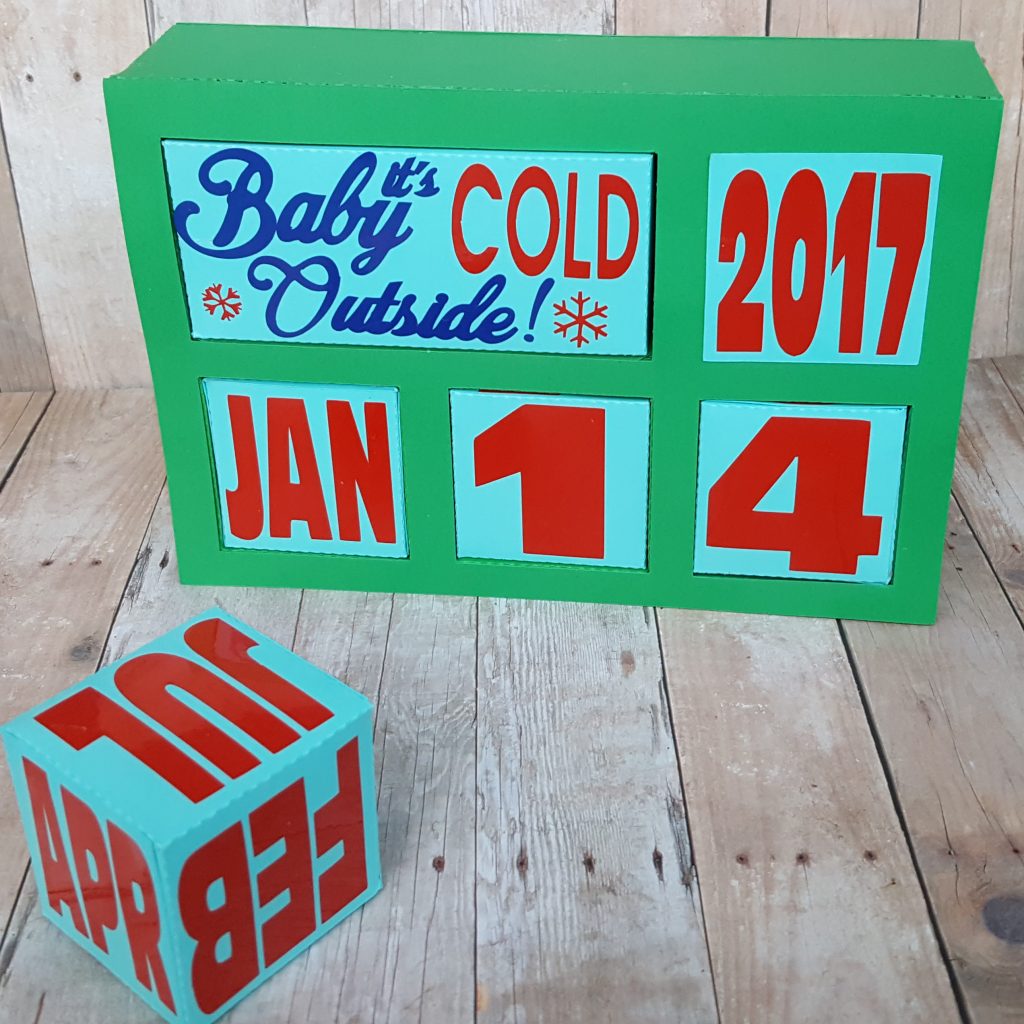 Baby it's COLD
Outside!
2017
JAN 1 4
JUL
APR
FEB